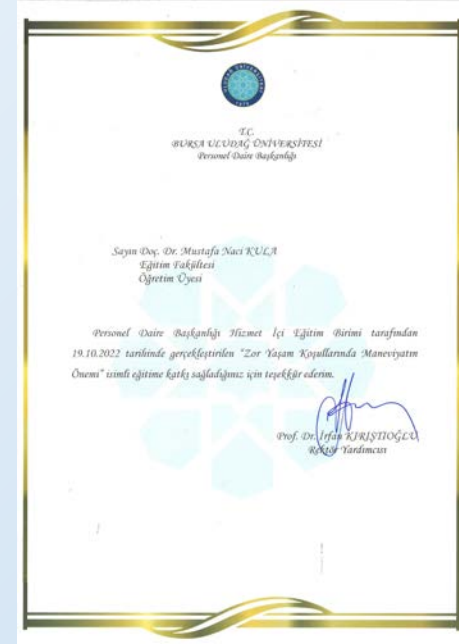 T.C.
BURSA ULUDAĞ ÜNİVERSİTESİ
Personel Daire Başkanlığı
Sayın Doç. Dr. Mustafa Naci KULA
Eğitim Fakültesi
Öğretim Üyesi
Personel Daire Başkanlığı Hizmet İçi Eğitim Birimi tarafından
19.10.2022 tarihinde gerçekleştirilen “Zor Yaşam Koşullarında Maneviyatın
Önemi” isimli eğitime katkı sağladığınız için teşekkür ederim.
Prof. Dr. İrfan KIRIŞTIOĞLU
Rektör Yardımcısı